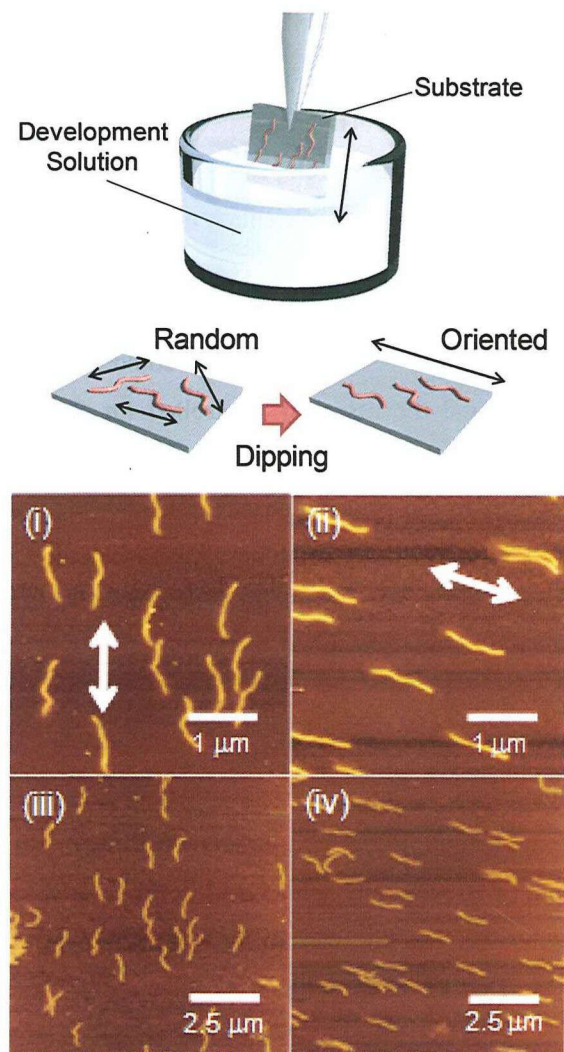 Substrate
Development
Solution
Random
Oriented
Dipping
(i)
(ii)
1 μm
1 μm
(iii)
(iv)
2.5 μm
2.5 μm